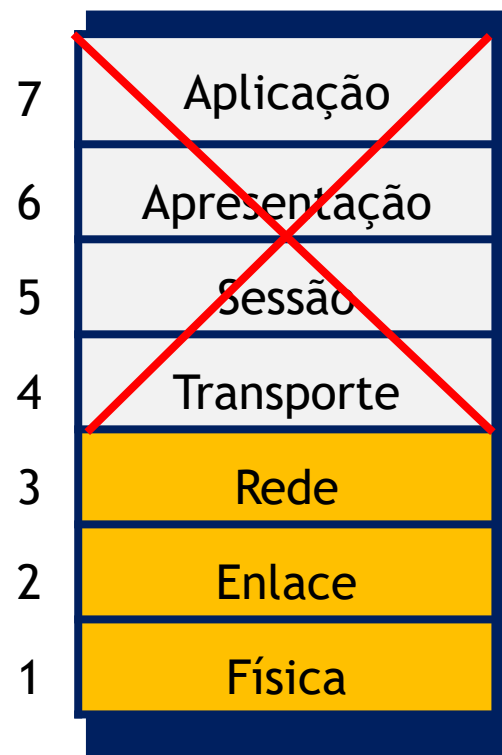 7 Aplicação
6 Apresentação
5 Sessão
4 Transporte
3 Rede
2 Enlace
1 Física